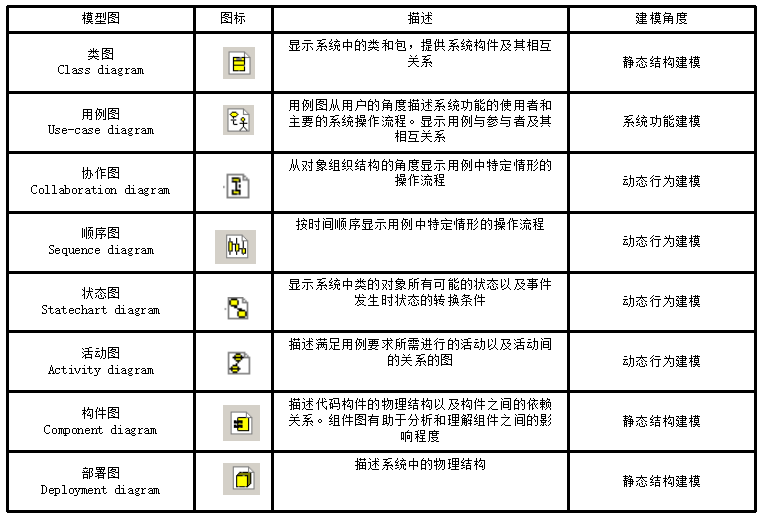 模型图 图标 描述 建模角度
类图
Class diagram
显示系统中的类和包，提供系统构件及其相互
关系
静态结构建模
用例图
Use-case diagram
用例图从用户的角度描述系统功能的使用者和
主要的系统操作流程。显示用例与参与者及其
相互关系
系统功能建模
协作图
Collaboration diagram
从对象组织结构的角度显示用例中特定情形的
操作流程
动态行为建模
顺序图
Sequence diagram
按时间顺序显示用例中特定情形的操作流程
动态行为建模
状态图
Statechart diagram
显示系统中类的对象所有可能的状态以及事件
发生时状态的转换条件
动态行为建模
活动图
Activity diagram
描述满足用例要求所需进行的活动以及活动间
的关系的图
动态行为建模
构件图
Component diagram
描述代码构件的物理结构以及构件之间的依赖
关系。组件图有助于分析和理解组件之间的影
响程度
静态结构建模
部署图
Deployment diagram
描述系统中的物理结构
静态结构建模